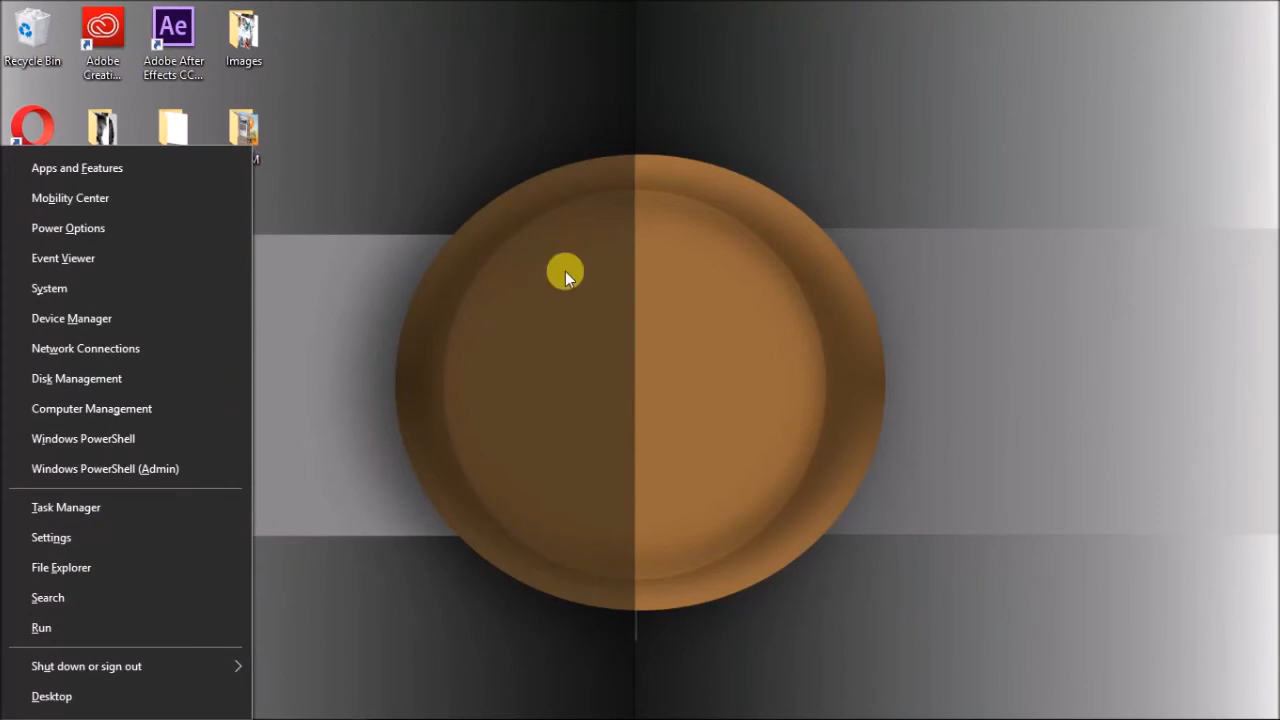 Recycle Bin
Adobe
Creati...
Ae
Adobe After
Effects CC...
Images
M
Apps and Features
Mobility Center
Power Options
Event Viewer
System
Device Manager
Network Connections
Disk Management
Computer Management
Windows PowerShell
Windows PowerShell (Admin)
Task Manager
Settings
File Explorer
Search
Run
Shut down or sign out
Desktop